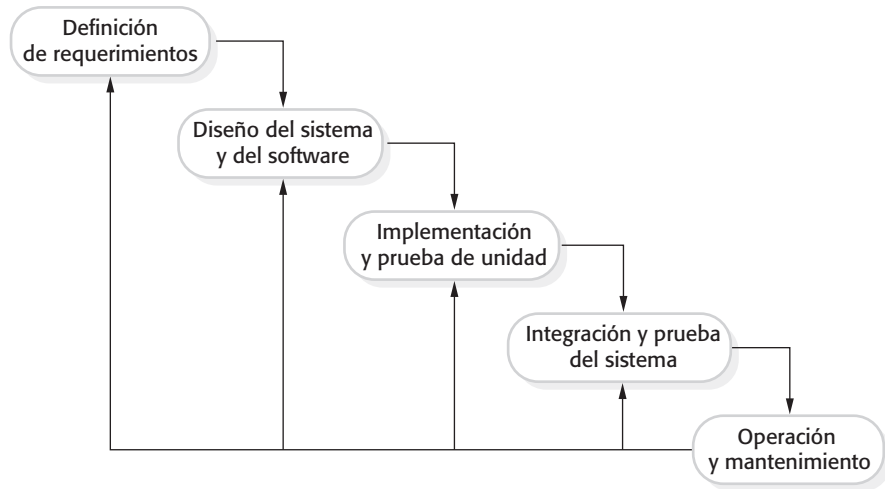 Definición
de requerimientos
Diseño del sistema
y del software
Implementación
y prueba de unidad
Integración y prueba
del sistema
Operación
y mantenimiento